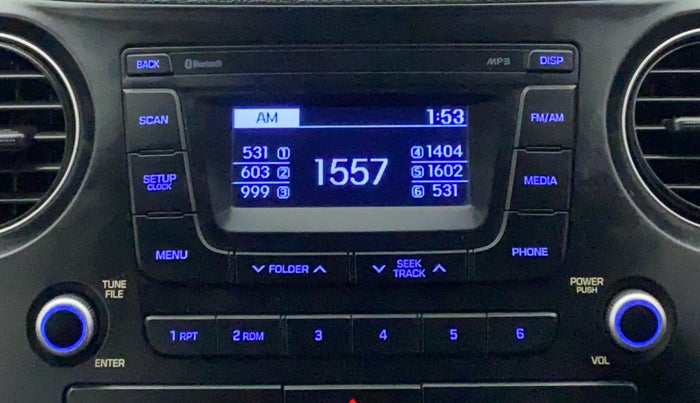 BACK
Bluetooth
MP3
DISP
SCAN
AM
1:53
FM/AM
531 1
4 1404
603 2
1557
5 1602
999 3
6 531
SETUP
CLOCK
MEDIA
MENU
PHONE
FOLDER
SEEK
TRACK
TUNE
FILE
POWER
PUSH
1 RPT
2 RDM
3
4
5
6
ENTER
VOL